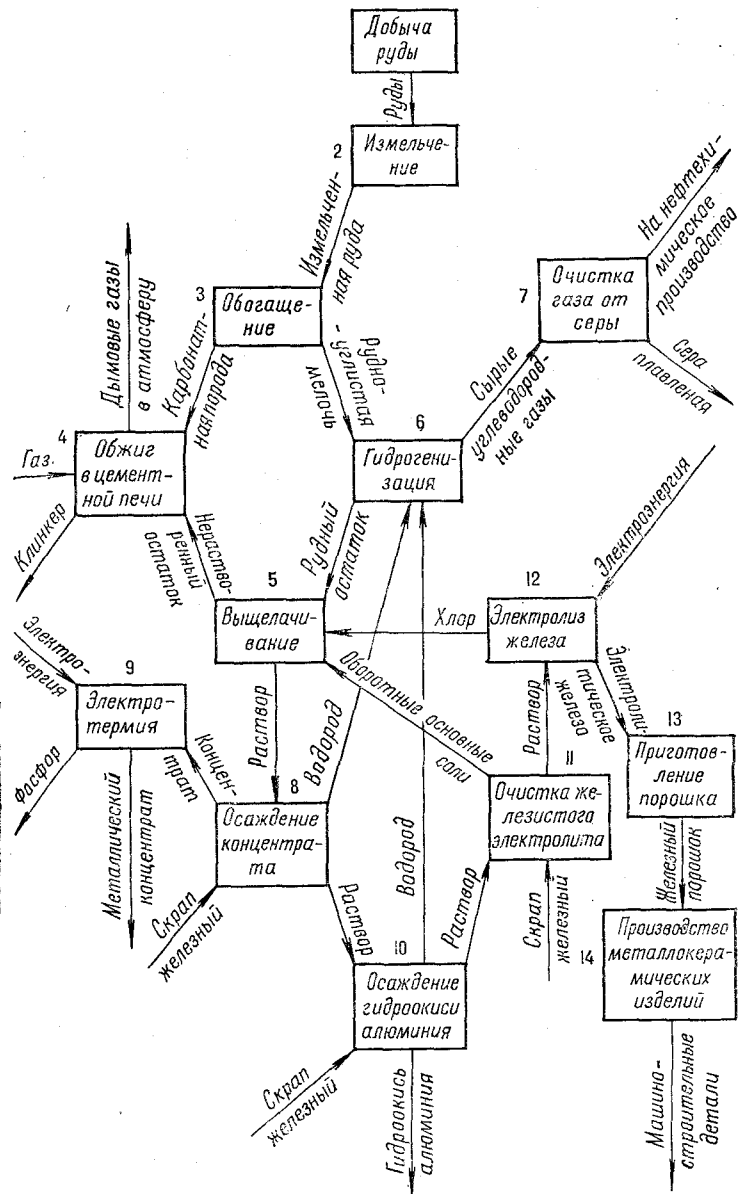 Добыча
руды
Руды
2
Измельче-
ние
Измельчен-
ная руда
3
Обогаще-
ние
Дымовые газы
в атмосферу
Карбонат-
ная порода
Рудно-
- углистая
мелочь
7
Очистка
газа от
серы
На нефтехи-
мическое
производство
Сера
плавленая
Сырые
углеводород-
ные газы
4
Газ.
Обжиг
в цемент-
ной печи
Клинкер
6
Гидрогени-
зация
Нераство-
ренный
остаток
Рудный
остаток
5
Выщелачи-
вание
Хлор
12
Электролиз
железа
Электроэнергия
Электро-
энергия
9
Электро-
термия
Фосфор
Металлический
концентрат
Концен-
трат
Раствор
Водород
Оборотные основные
соли
Раствор
Электроли-
тическое
железо
13
Приготов-
ление
порошка
8
Осаждение
концентра-
та
11
Очистка же-
лезистого
электролита
Скрап
железный
Раствор
Водород
Раствор
Скрап
железный
Железный
порошок
10
Осаждение
гидроокиси
алюминия
14
Производство
металлокера-
мических
изделий
Скрап
железный
Гидроокись
алюминия
Машино-
строительные
детали